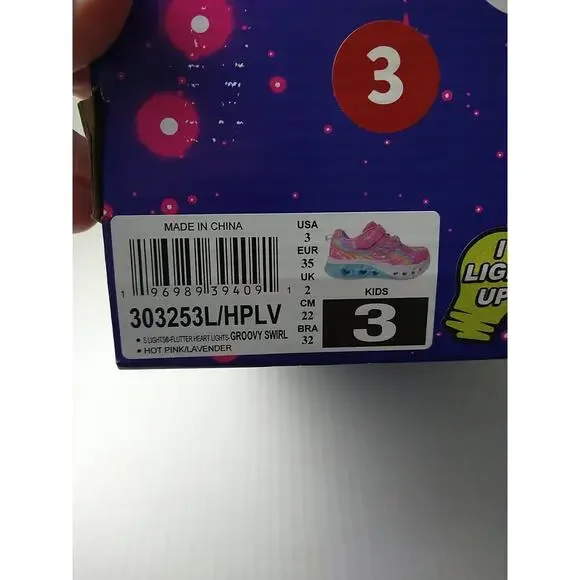 3
MADE IN CHINA
1 96989 39409 1
303253L/HPLV
• S LIGHTS®-FLUTTER HEART LIGHTS-GROOVY SWIRL
• HOT PINK/LAVENDER
USA
3
EUR
35
UK
2
CM
22
BRA
32
KIDS
3
I
LIGHT
UP!